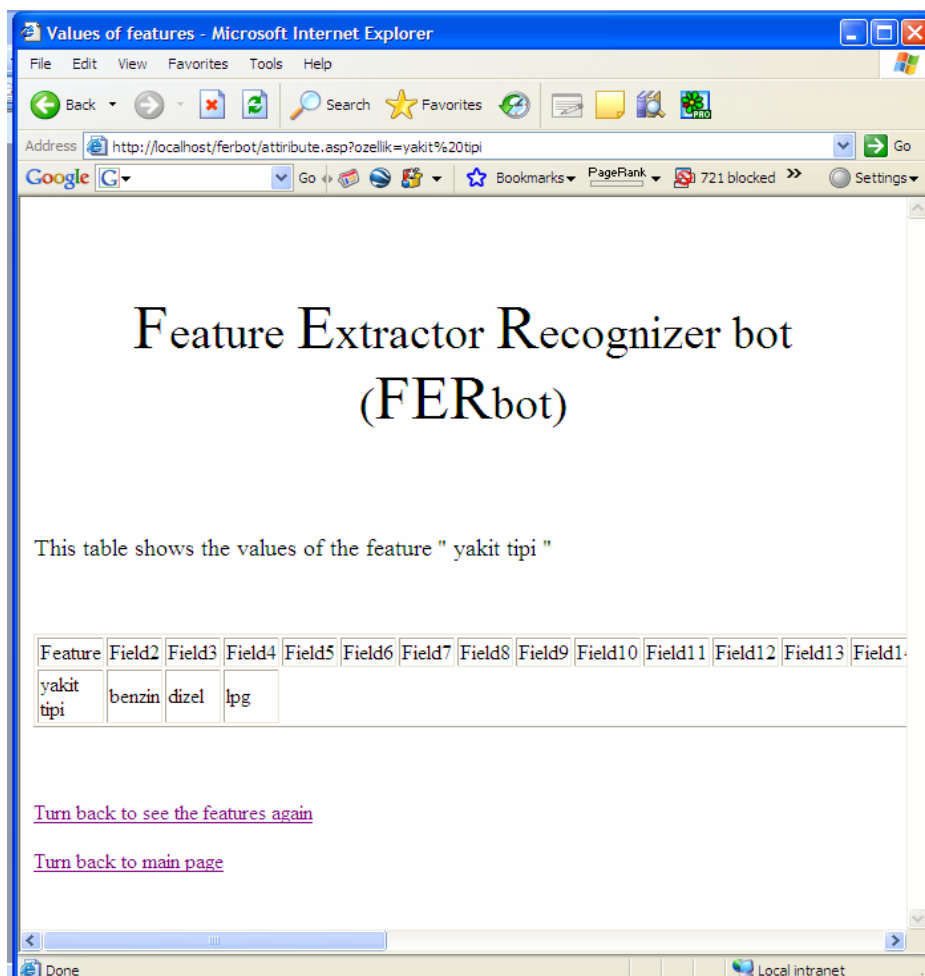 Values of features - Microsoft Internet Explorer
File Edit View Favorites Tools Help
Back Search Favorites PRO
Address http://localhost/ferbot/attiribute.asp?ozellik=yakit%20tipi Go
Google G Go Bookmarks PageRank 721 blocked Settings
Feature Extractor Recognizer bot
(FERbot)
This table shows the values of the feature " yakit tipi "
Feature Field2 Field3 Field4 Field5 Field6 Field7 Field8 Field9 Field10 Field11 Field12 Field13 Field14
yakit benzin dizel lpg
tipi
Turn back to see the features again
Turn back to main page
Done Local intranet